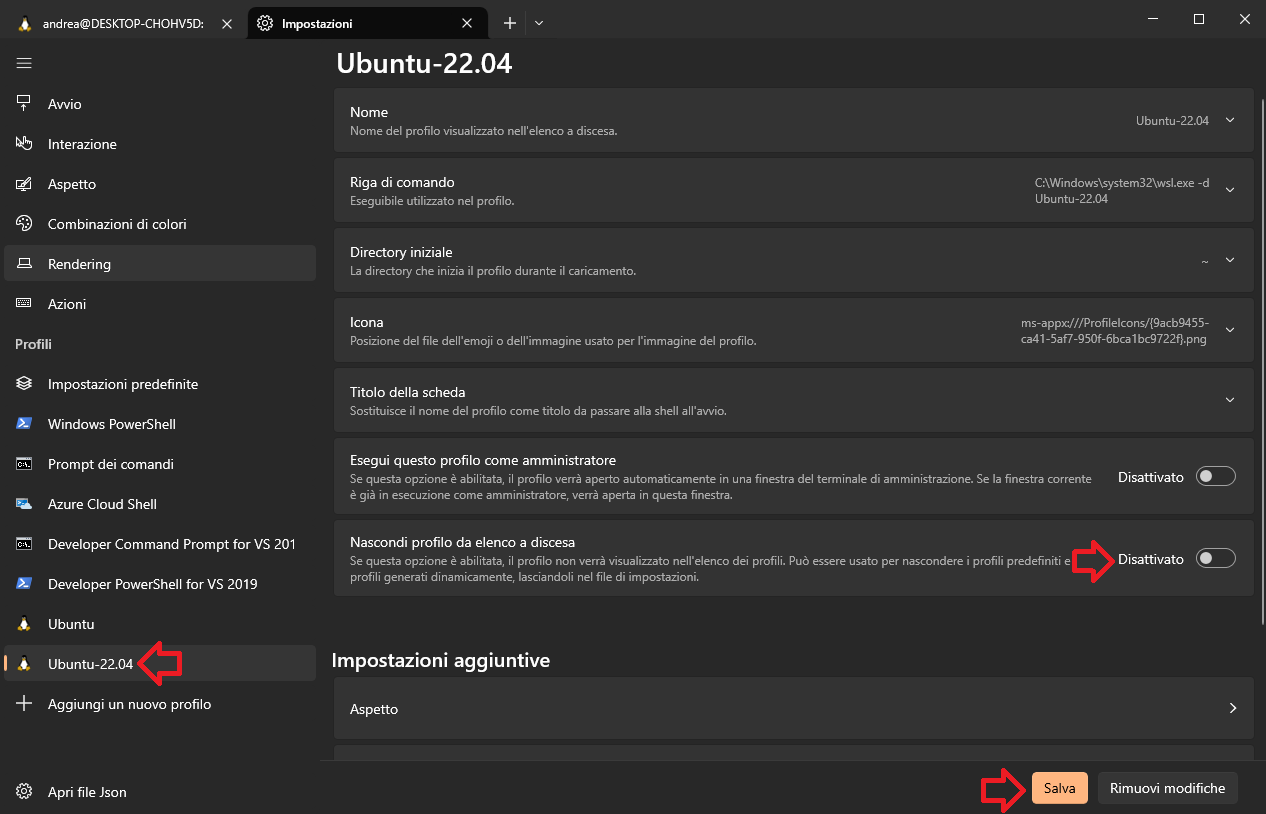 andrea@DESKTOP-CHOHV5D:
Impostazioni
Avvio
Interazione
Aspetto
Combinazioni di colori
Rendering
Azioni
Profili
Impostazioni predefinite
Windows PowerShell
Prompt dei comandi
Azure Cloud Shell
Developer Command Prompt for VS 201
Developer PowerShell for VS 2019
Ubuntu
Ubuntu-22.04
Aggiungi un nuovo profilo
Apri file Json
Ubuntu-22.04
Nome
Nome del profilo visualizzato nell'elenco a discesa.
Ubuntu-22.04
Riga di comando
Eseguibile utilizzato nel profilo.
C:\Windows\system32\wsl.exe -d
Ubuntu-22.04
Directory iniziale
La directory che inizia il profilo durante il caricamento.
~
Icona
Posizione del file dell'emoji o dell'immagine usato per l'immagine del profilo.
ms-appx:///ProfileIcons/{9acb9455-
ca41-5af7-950f-6bca1bc9722f}.png
Titolo della scheda
Sostituisce il nome del profilo come titolo da passare alla shell all'avvio.
Esegui questo profilo come amministratore
Se questa opzione è abilitata, il profilo verrà aperto automaticamente in una finestra del terminale di amministrazione. Se la finestra corrente
è già in esecuzione come amministratore, verrà aperta in questa finestra.
Disattivato
Nascondi profilo da elenco a discesa
Se questa opzione è abilitata, il profilo non verrà visualizzato nell'elenco dei profili. Può essere usato per nascondere i profili predefiniti e
profili generati dinamicamente, lasciandoli nel file di impostazioni.
Disattivato
Impostazioni aggiuntive
Aspetto
Salva
Rimuovi modifiche